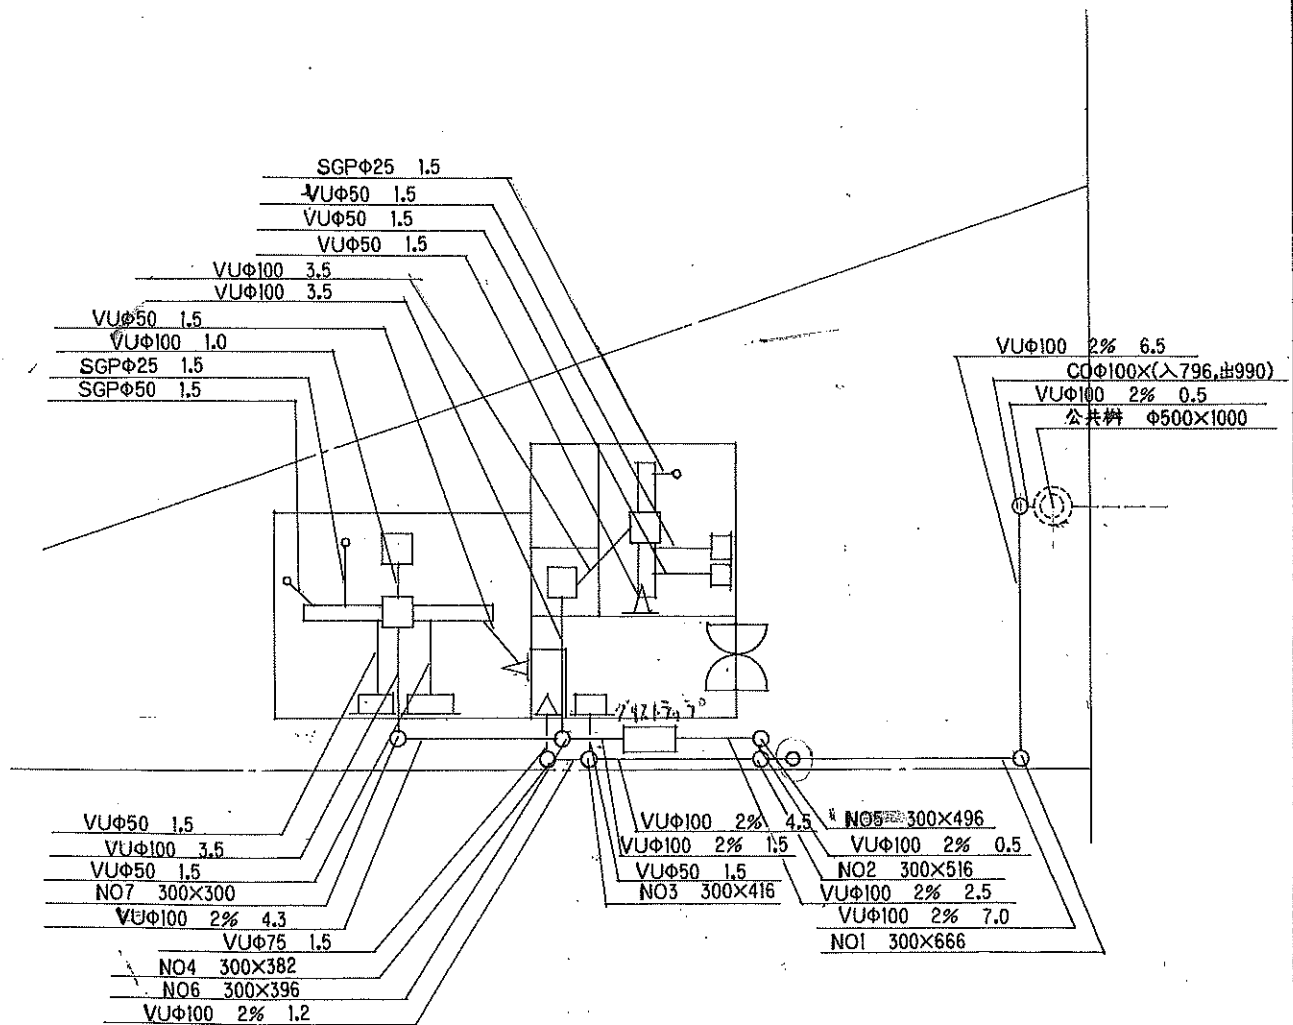 SGPΦ25 1.5
VUΦ50 1.5
VUΦ50 1.5
VUΦ50 1.5
VUΦ100 3.5
VUΦ100 3.5
VUΦ50 1.5
VUΦ100 1.0
SGPΦ25 1.5
SGPΦ50 1.5
VUΦ100 2% 6.5
COΦ100×(入796,出990)
VUΦ100 2% 0.5
公共桝 Φ500×1000
グリストラップ
VUΦ50 1.5
VUΦ100 3.5
VUΦ50 1.5
NO7 300×300
VUΦ100 2% 4.3
VUΦ75 1.5
NO4 300×382
NO6 300×396
VUΦ100 2% 1.2
VUΦ100 2% 4.5
VUΦ100 2% 1.5
VUΦ50 1.5
NO3 300×416
NO5 300×496
VUΦ100 2% 0.5
NO2 300×516
VUΦ100 2% 2.5
VUΦ100 2% 7.0
NO1 300×666